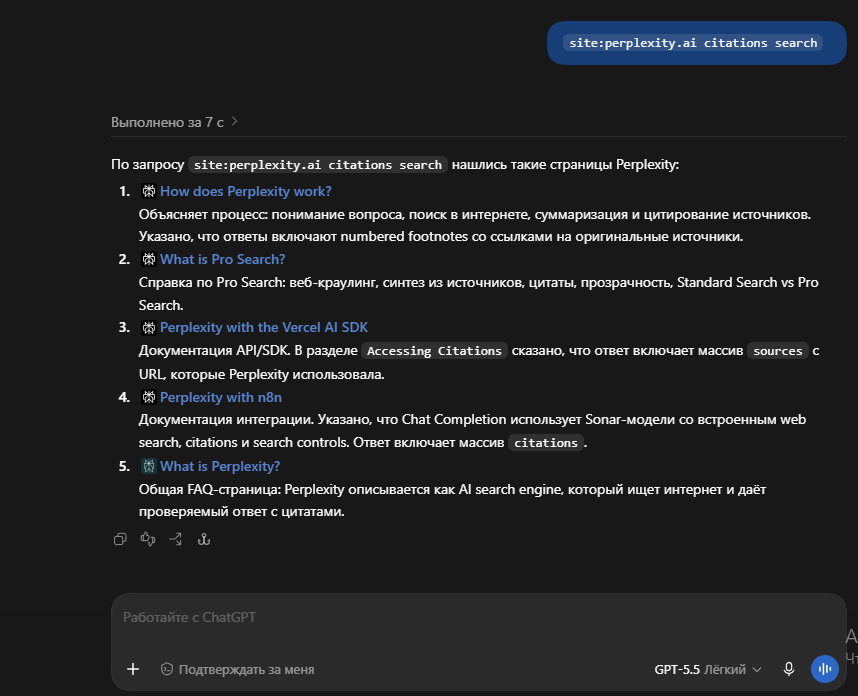 site:perplexity.ai citations search
Выполнено за 7 с
По запросу site:perplexity.ai citations search нашлись такие страницы Perplexity:
1. How does Perplexity work?
Объясняет процесс: понимание вопроса, поиск в интернете, суммаризация и цитирование источников.
Указано, что ответы включают numbered footnotes со ссылками на оригинальные источники.
2. What is Pro Search?
Справка по Pro Search: веб-краулинг, синтез из источников, цитаты, прозрачность, Standard Search vs Pro
Search.
3. Perplexity with the Vercel AI SDK
Документация API/SDK. В разделе Accessing Citations сказано, что ответ включает массив sources с
URL, которые Perplexity использовала.
4. Perplexity with n8n
Документация интеграции. Указано, что Chat Completion использует Sonar-модели со встроенным web
search, citations и search controls. Ответ включает массив citations.
5. What is Perplexity?
Общая FAQ-страница: Perplexity описывается как AI search engine, который ищет интернет и даёт
проверяемый ответ с цитатами.
Работайте с ChatGPT
Подтверждать за меня
GPT-5.5 Лёгкий